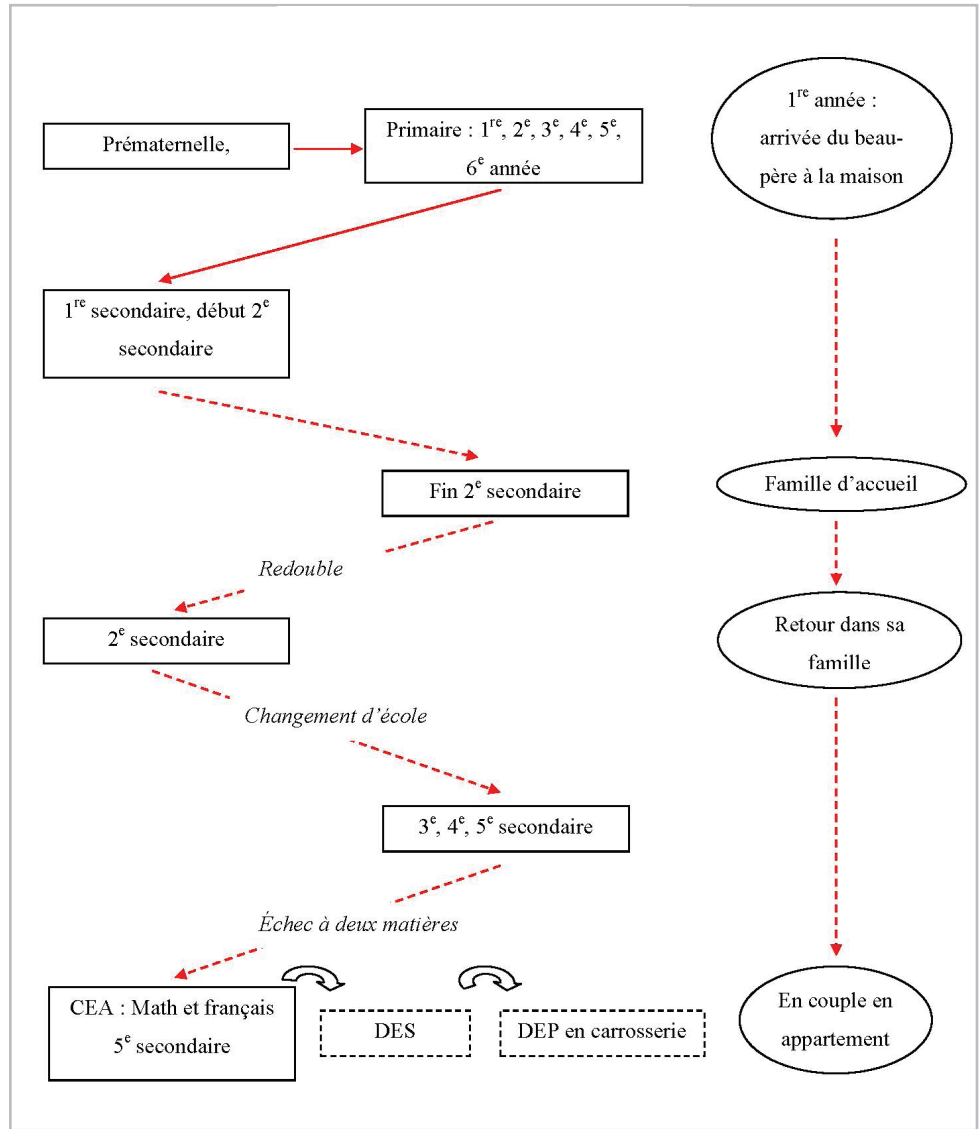 Prématernelle,
Primaire : 1re, 2e, 3e, 4e, 5e,
6e année
1re année :
arrivée du beau-
père à la maison
1re secondaire, début 2e
secondaire
Fin 2e secondaire
Famille d’accueil
Redouble
2e secondaire
Retour dans sa
famille
Changement d’école
3e, 4e, 5e secondaire
Échec à deux matières
CEA : Math et français
5e secondaire
DES
DEP en carrosserie
En couple en
appartement